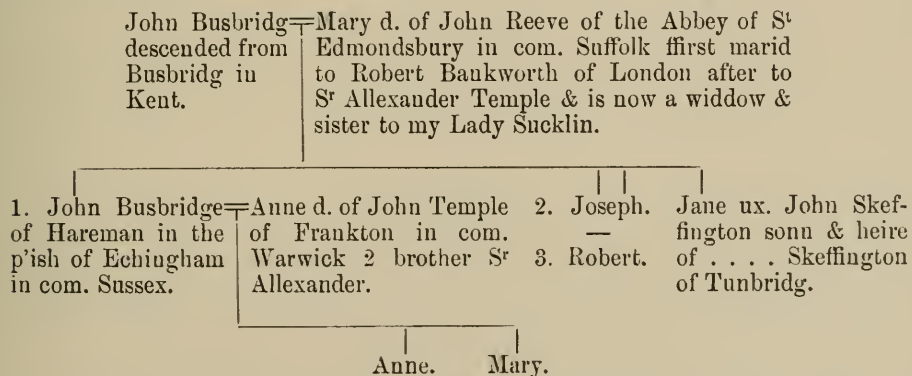 John Busbridg=Mary d. of John Reeve of the Abbey of Sᵗ
descended from Edmondsbury in com. Suffolk ffirst marid
Busbridg in to Robert Bankworth of London after to
Kent. Sʳ Allexander Temple & is now a widdow &
sister to my Lady Sucklin.
1. John Busbridge=Anne d. of John Temple
of Hareman in the of Frankton in com.
p'ish of Echingham Warwick 2 brother Sʳ
in com. Sussex. Allexander.
2. Joseph.
—
3. Robert.
Jane ux. John Skef-
fington sonn & heire
of . . . . Skeffington
of Tunbridg.
Anne. Mary.